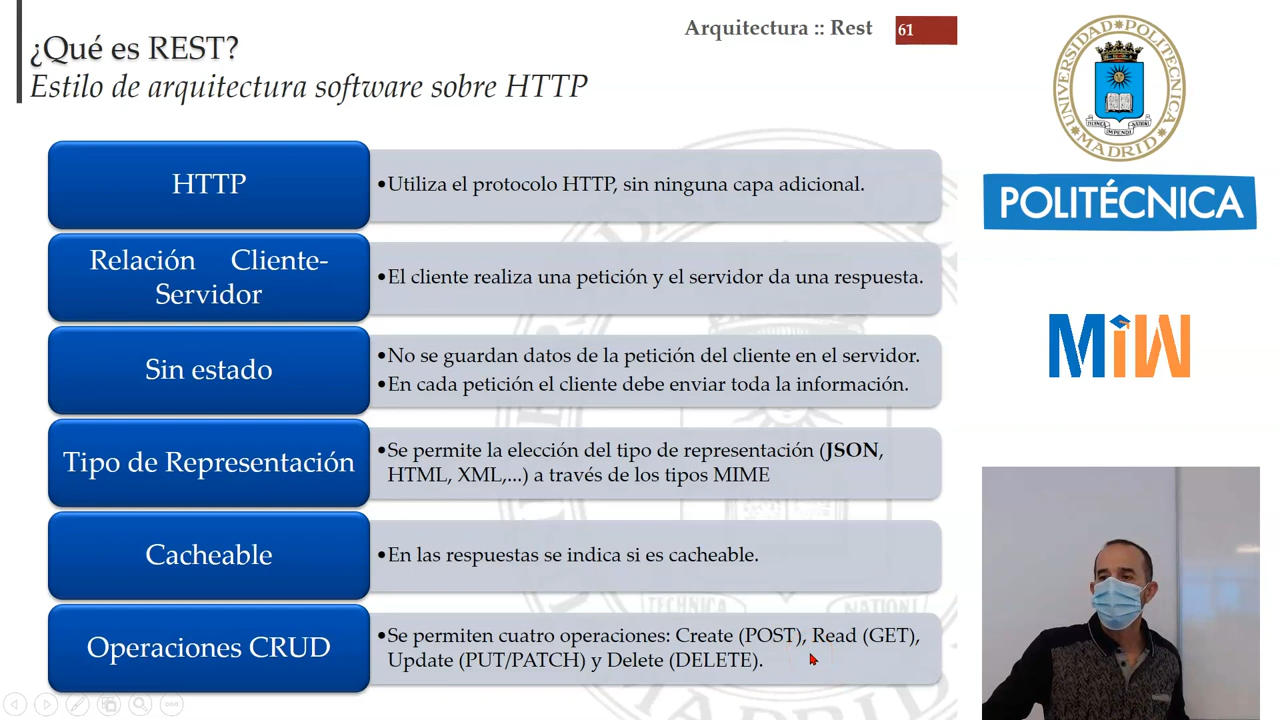 Arquitectura :: Rest 61
¿Qué es REST?
Estilo de arquitectura software sobre HTTP
HTTP
•Utiliza el protocolo HTTP, sin ninguna capa adicional.
Relación Cliente-
Servidor
•El cliente realiza una petición y el servidor da una respuesta.
Sin estado
•No se guardan datos de la petición del cliente en el servidor.
•En cada petición el cliente debe enviar toda la información.
Tipo de Representación
•Se permite la elección del tipo de representación (JSON,
HTML, XML,...) a través de los tipos MIME
Cacheable
•En las respuestas se indica si es cacheable.
Operaciones CRUD
•Se permiten cuatro operaciones: Create (POST), Read (GET),
Update (PUT/PATCH) y Delete (DELETE).
UNIVERSIDAD POLITÉCNICA
MADRID
POLITÉCNICA
MiW
TECHNICA